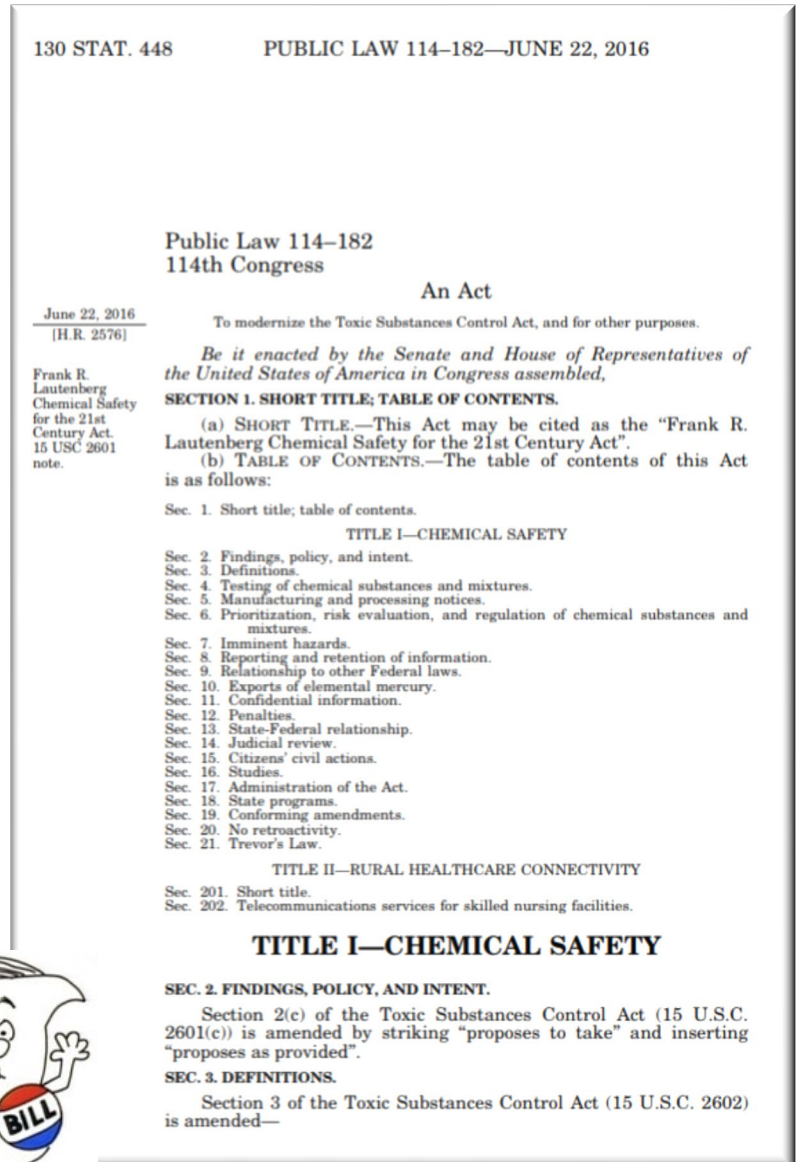 130 STAT. 448 PUBLIC LAW 114–182—JUNE 22, 2016
Public Law 114–182
114th Congress
An Act
June 22, 2016
[H.R. 2576]
To modernize the Toxic Substances Control Act, and for other purposes.
Be it enacted by the Senate and House of Representatives of
the United States of America in Congress assembled,
Frank R.
Lautenberg
Chemical Safety
for the 21st
Century Act.
15 USC 2601
note.
SECTION 1. SHORT TITLE; TABLE OF CONTENTS.
(a) SHORT TITLE.—This Act may be cited as the “Frank R.
Lautenberg Chemical Safety for the 21st Century Act”.
(b) TABLE OF CONTENTS.—The table of contents of this Act
is as follows:
Sec. 1. Short title; table of contents.
TITLE I—CHEMICAL SAFETY
Sec. 2. Findings, policy, and intent.
Sec. 3. Definitions.
Sec. 4. Testing of chemical substances and mixtures.
Sec. 5. Manufacturing and processing notices.
Sec. 6. Prioritization, risk evaluation, and regulation of chemical substances and
mixtures.
Sec. 7. Imminent hazards.
Sec. 8. Reporting and retention of information.
Sec. 9. Relationship to other Federal laws.
Sec. 10. Exports of elemental mercury.
Sec. 11. Confidential information.
Sec. 12. Penalties.
Sec. 13. State-Federal relationship.
Sec. 14. Judicial review.
Sec. 15. Citizens’ civil actions.
Sec. 16. Studies.
Sec. 17. Administration of the Act.
Sec. 18. State programs.
Sec. 19. Conforming amendments.
Sec. 20. No retroactivity.
Sec. 21. Trevor’s Law.
TITLE II—RURAL HEALTHCARE CONNECTIVITY
Sec. 201. Short title.
Sec. 202. Telecommunications services for skilled nursing facilities.
TITLE I—CHEMICAL SAFETY
SEC. 2. FINDINGS, POLICY, AND INTENT.
Section 2(c) of the Toxic Substances Control Act (15 U.S.C.
2601(c)) is amended by striking “proposes to take” and inserting
“proposes as provided”.
SEC. 3. DEFINITIONS.
Section 3 of the Toxic Substances Control Act (15 U.S.C. 2602)
is amended—
BILL